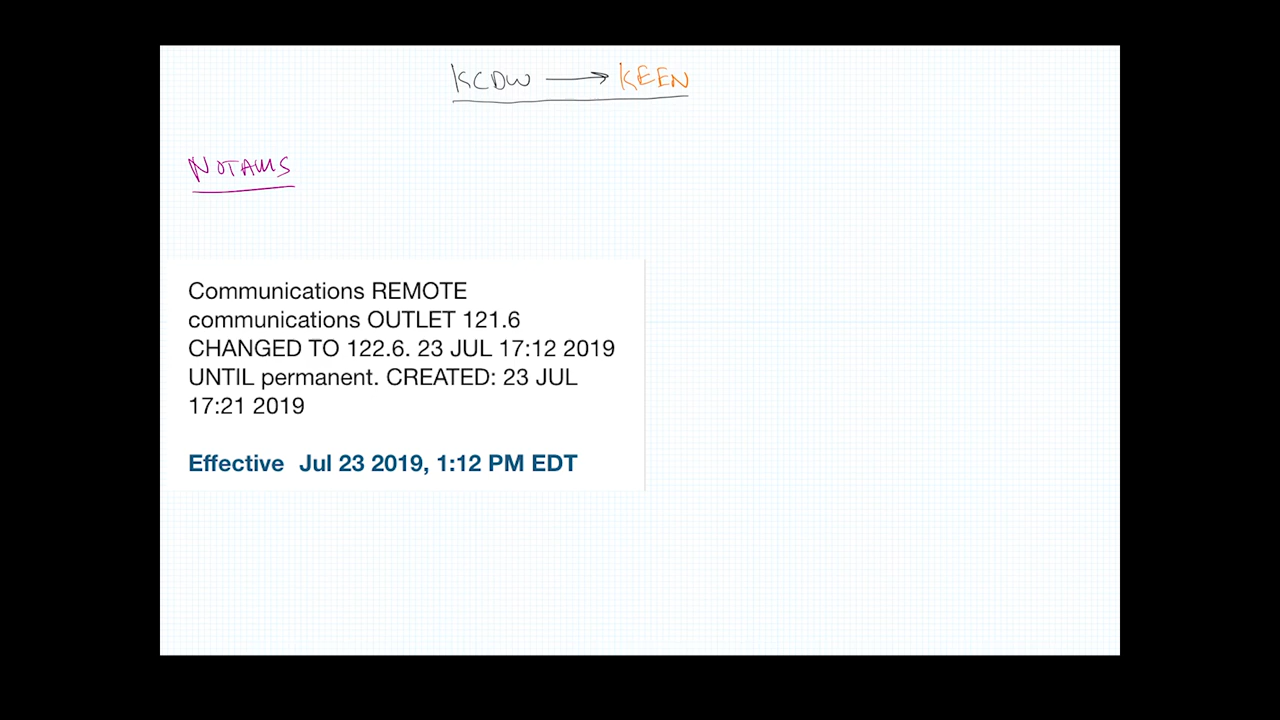 KCDW → KEEN
NOTAMS
Communications REMOTE
communications OUTLET 121.6
CHANGED TO 122.6. 23 JUL 17:12 2019
UNTIL permanent. CREATED: 23 JUL
17:21 2019
Effective Jul 23 2019, 1:12 PM EDT